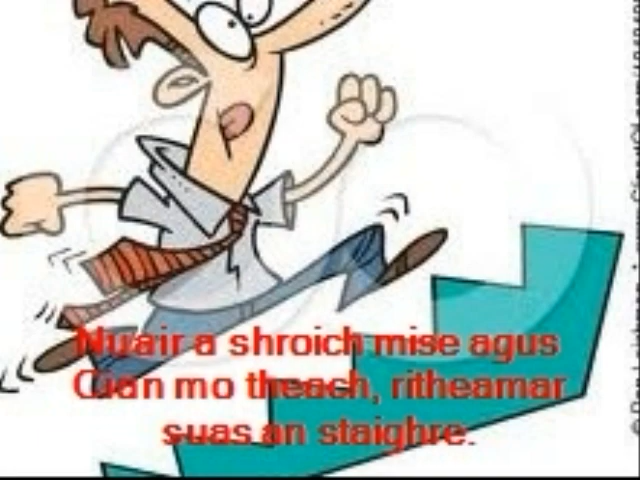 Nuair a shroich mise agus
Cian mo theach, ritheamar
suas an staighre.